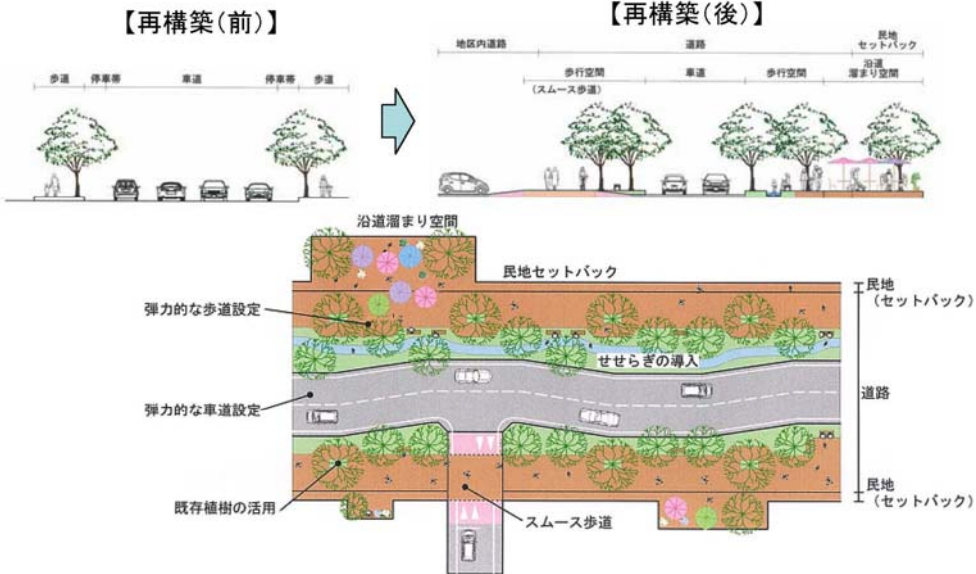 【再構築（前）】
【再構築（後）】
歩道 停車帯 車道 停車帯 歩道
地区内道路 道路 民地
セットバック
歩行空間 車道 歩行空間 沿道
溜まり空間
（スムース歩道）
沿道溜まり空間
民地セットバック
民地
（セットバック）
弾力的な歩道設定
せせらぎの導入
道路
弾力的な車道設定
民地
（セットバック）
既存植樹の活用
スムース歩道